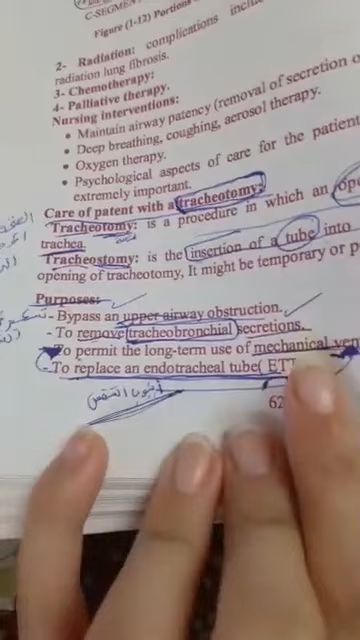 C-SEGMEN
Figure (1-12) Portions
2- Radiation: complications inclu
radiation lung fibrosis.
3- Chemotherapy:
4- Palliative therapy.
Nursing interventions:
• Maintain airway patency (removal of secretion o
• Deep breathing, coughing, aerosol therapy.
• Oxygen therapy.
• Psychological aspects of care for the patient
extremely important.
Care of patent with a tracheotomy:
Tracheotomy: is a procedure in which an ope
trachea.
Tracheostomy: is the insertion of a tube into
opening of tracheotomy, It might be temporary or p
Purposes:
- Bypass an upper airway obstruction.
- To remove tracheobronchial secretions.
- To permit the long-term use of mechanical ven
- To replace an endotracheal tube( ETT
62